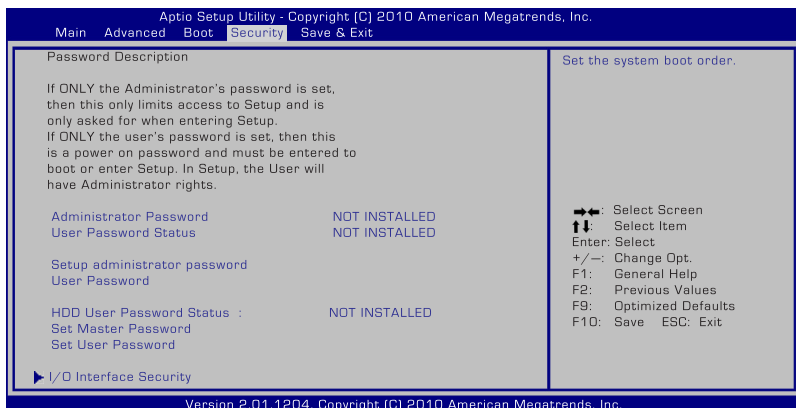 Aptio Setup Utility - Copyright (C) 2010 American Megatrends, Inc.
Main Advanced Boot Security Save & Exit
Password Description
If ONLY the Administrator's password is set,
then this only limits access to Setup and is
only asked for when entering Setup.
If ONLY the user's password is set, then this
is a power on password and must be entered to
boot or enter Setup. In Setup, the User will
have Administrator rights.
Administrator Password NOT INSTALLED
User Password Status NOT INSTALLED
Setup administrator password
User Password
HDD User Password Status : NOT INSTALLED
Set Master Password
Set User Password
I/O Interface Security
Set the system boot order.
→←: Select Screen
↑↓: Select Item
Enter: Select
+/—: Change Opt.
F1: General Help
F2: Previous Values
F9: Optimized Defaults
F10: Save ESC: Exit
Version 2.01.1204. Copyright (C) 2010 American Megatrends, Inc.